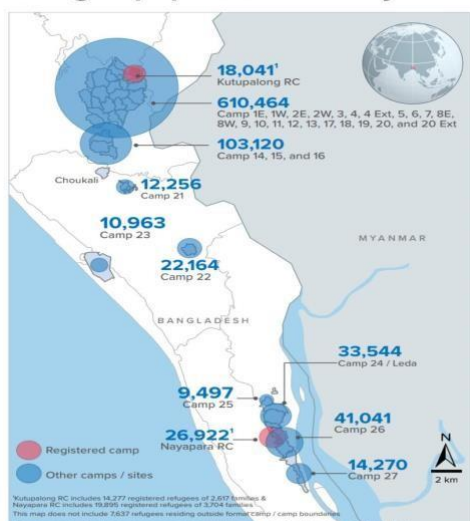 18,041¹
Kutupalong RC
610,464
Camp 1E, 1W, 2E, 2W, 3, 4, 4 Ext, 5, 6, 7, 8E,
8W, 9, 10, 11, 12, 13, 17, 18, 19, 20, and 20 Ext
103,120
Camp 14, 15, and 16
Choukali
12,256
Camp 21
10,963
Camp 23
22,164
Camp 22
MYANMAR
BANGLADESH
33,544
Camp 24 / Leda
9,497
Camp 25
41,041
Camp 26
26,922¹
Nayapara RC
14,270
Camp 27
Registered camp
Other camps / sites
N
2 km
¹Kutupalong RC includes 14,277 registered refugees of 2,617 families &
Nayapara RC includes 19,895 registered refugees of 3,704 families
This map does not include 7,637 refugees residing outside formal camp / camp boundaries